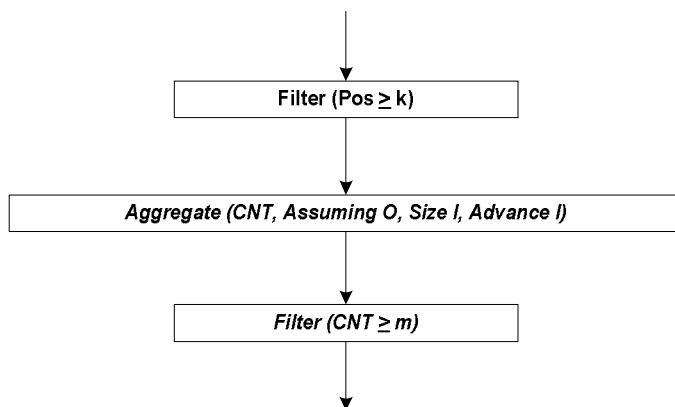 Filter (Pos ≥ k)
Aggregate (CNT, Assuming O, Size I, Advance I)
Filter (CNT ≥ m)